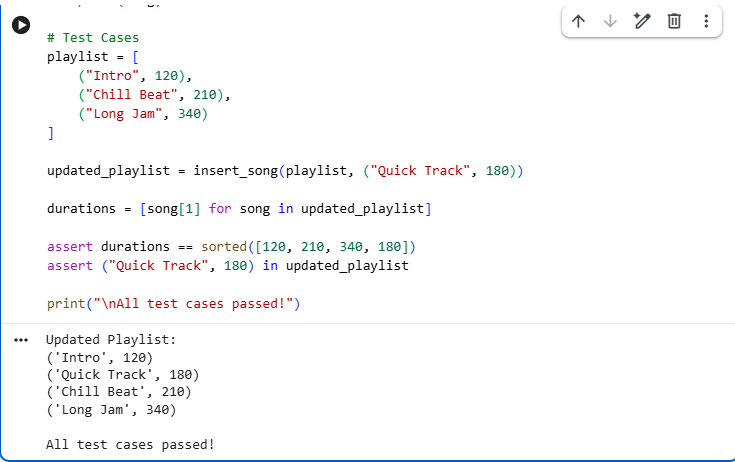 # Test Cases
playlist = [
    ("Intro", 120),
    ("Chill Beat", 210),
    ("Long Jam", 340)
]
updated_playlist = insert_song(playlist, ("Quick Track", 180))
durations = [song[1] for song in updated_playlist]
assert durations == sorted([120, 210, 340, 180])
assert ("Quick Track", 180) in updated_playlist
print("\nAll test cases passed!")
Updated Playlist:
('Intro', 120)
('Quick Track', 180)
('Chill Beat', 210)
('Long Jam', 340)
All test cases passed!